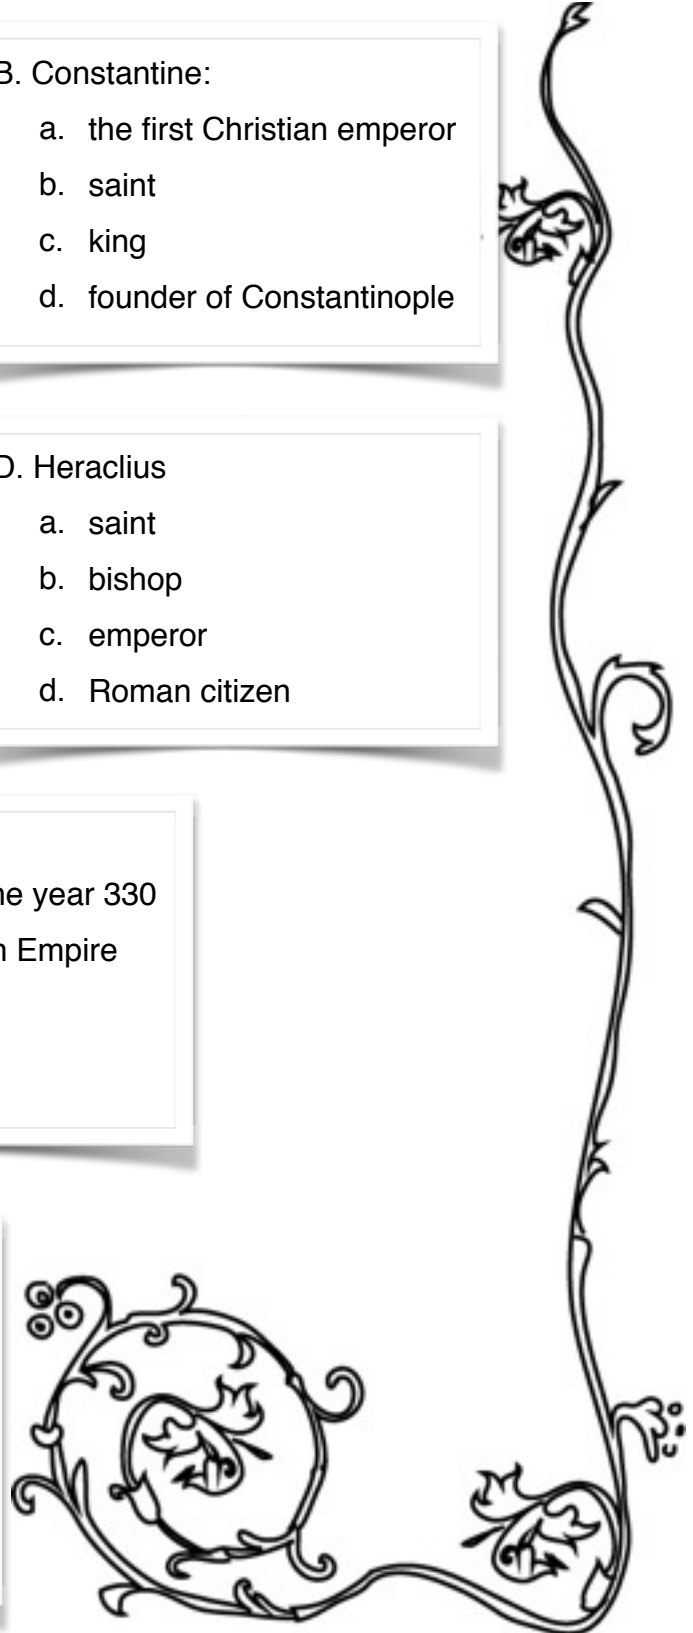 B. Constantine:
a. the first Christian emperor
b. saint
c. king
d. founder of Constantinople
D. Heraclius
a. saint
b. bishop
c. emperor
d. Roman citizen
year 330
Empire